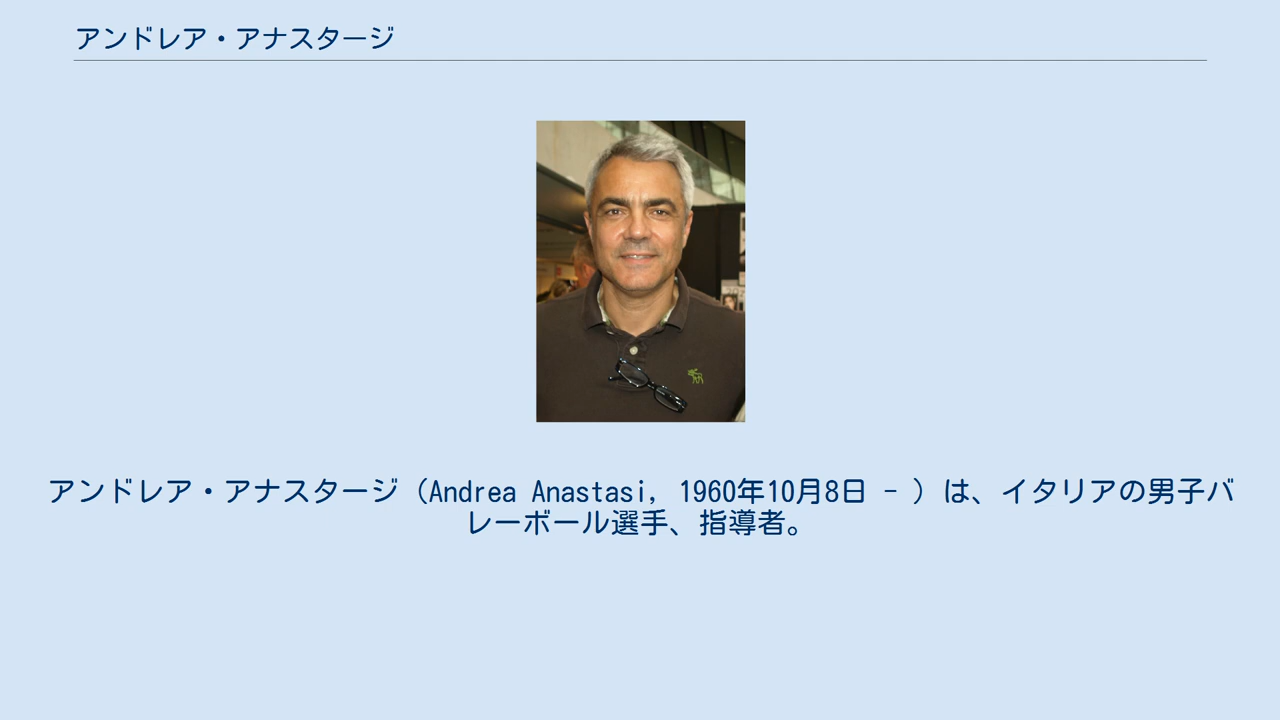 アンドレア・アナスタージ
アンドレア・アナスタージ（Andrea Anastasi, 1960年10月8日 - ）は、イタリアの男子バ
レーボール選手、指導者。